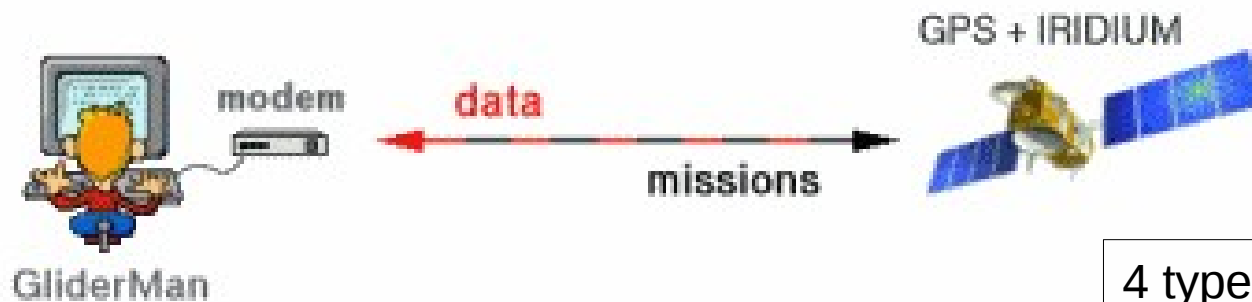 GPS + IRIDIUM
modem
data
missions
GliderMan
4 type